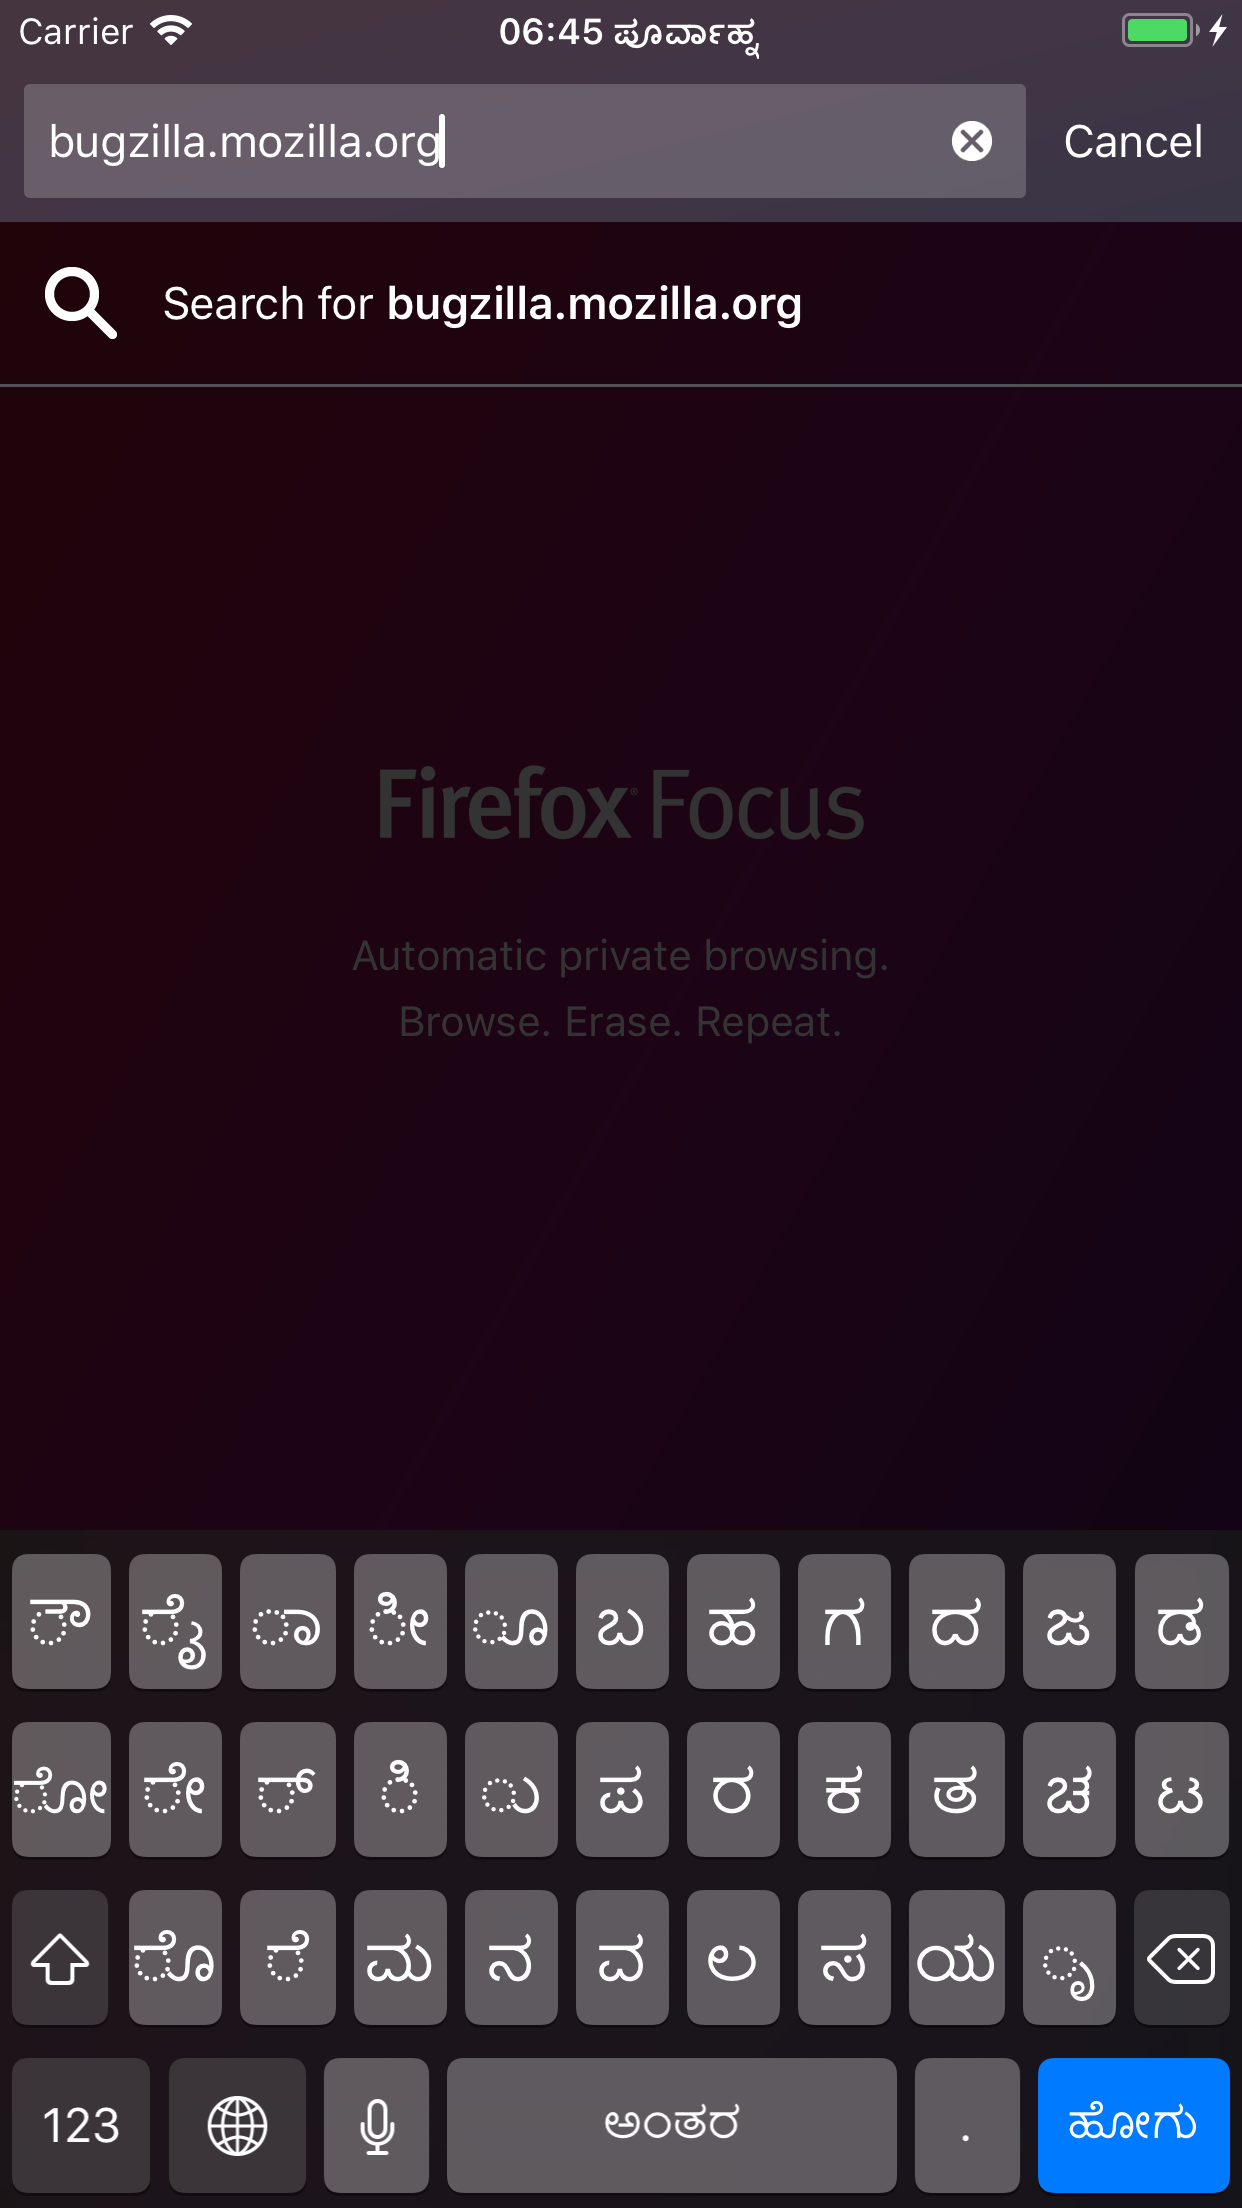 Carrier 06:45 ಪೂರ್ವಾಹ್ನ
bugzilla.mozilla.org Cancel
Search for bugzilla.mozilla.org
Firefox Focus
Automatic private browsing.
Browse. Erase. Repeat.
ೌ ೈ ಾ ೀ ೂ ಬ ಹ ಗ ದ ಜ ಡ
ೋ ೇ ್ ಿ ು ಪ ರ ಕ ತ ಚ ಟ
ೊ ೆ ಮ ನ ವ ಲ ಸ ಯ ೃ
123 ಅಂತರ . ಹೋಗು